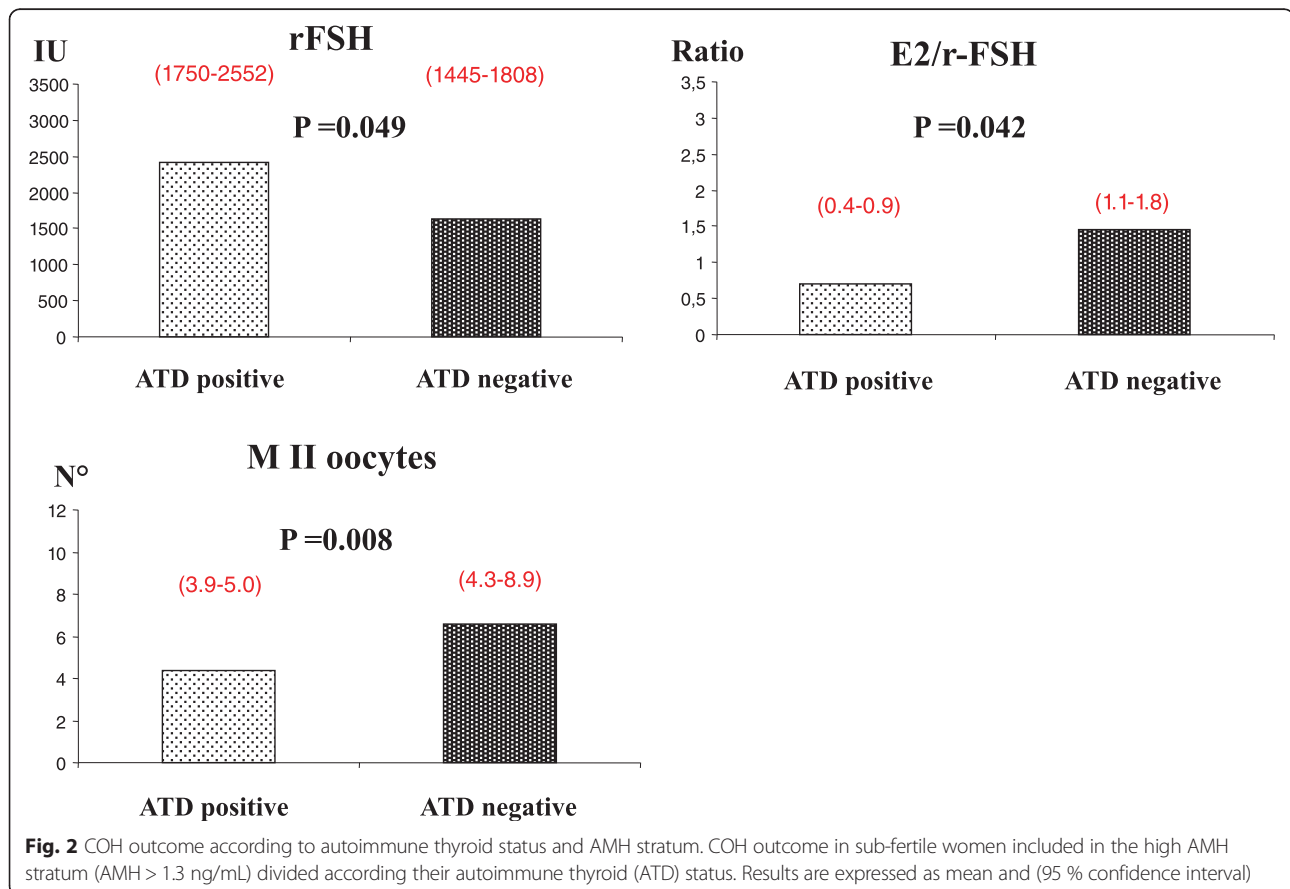 rFSH
IU
(1750-2552)
(1445-1808)
P =0.049
3500
3000
2500
2000
1500
1000
500
0
ATD positive
ATD negative
E2/r-FSH
Ratio
P =0.042
(0.4-0.9)
(1.1-1.8)
3,5
3
2,5
2
1,5
1
0,5
0
ATD positive
ATD negative
M II oocytes
N°
P =0.008
(3.9-5.0)
(4.3-8.9)
12
10
8
6
4
2
0
ATD positive
ATD negative
Fig. 2 COH outcome according to autoimmune thyroid status and AMH stratum. COH outcome in sub-fertile women included in the high AMH
stratum (AMH > 1.3 ng/mL) divided according their autoimmune thyroid (ATD) status. Results are expressed as mean and (95 % confidence interval)